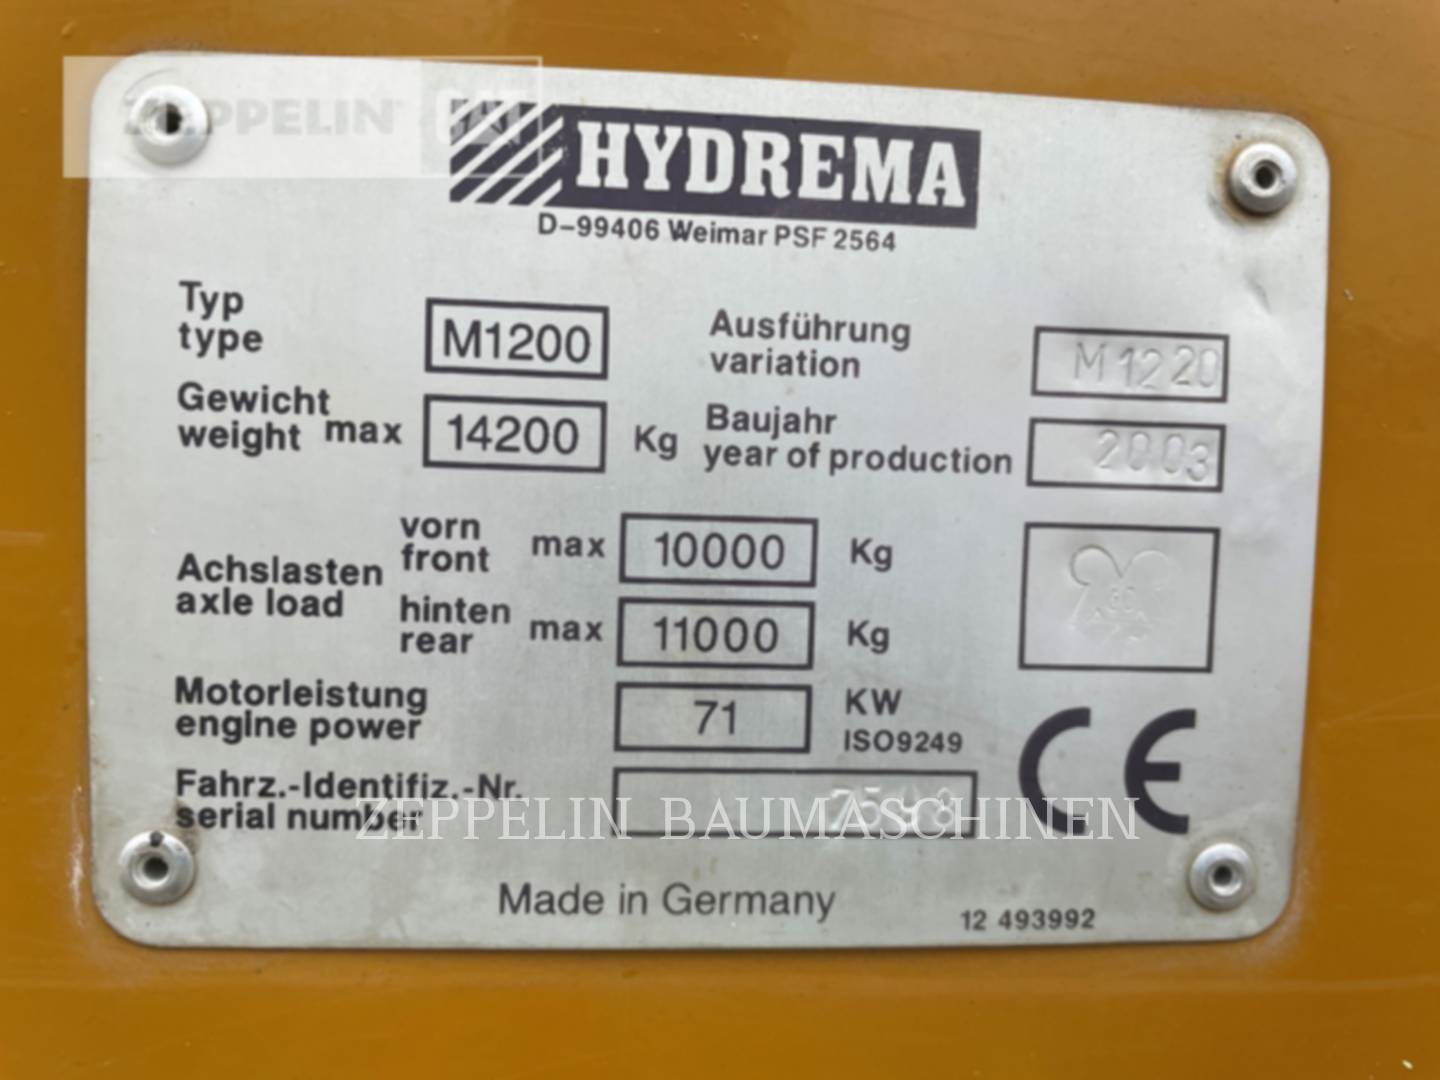 ZEPPELIN CAT
HYDREMA
D-99406 Weimar PSF 2564
Typ
type
M1200
Ausführung
variation
M1220
Gewicht
weight max 14200 Kg
Baujahr
year of production
2003
Achslasten
axle load
vorn
front max 10000 Kg
hinten
rear max 11000 Kg
Motorleistung
engine power
71
KW
ISO9249
CE
Fahrz.-Identifiz.-Nr.
serial number
ZEPPELIN BAUMASCHINEN
Made in Germany
12 493992